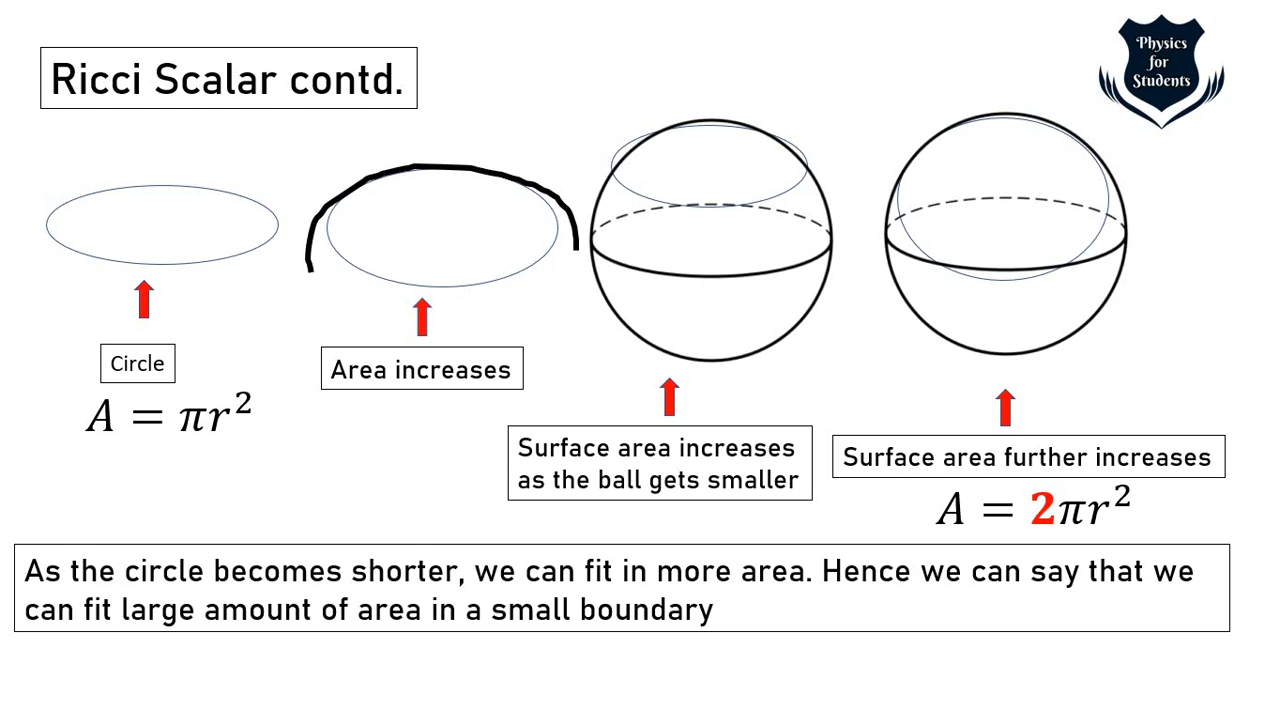 Ricci Scalar contd.
Physics
for
Students
Circle
A = πr²
Area increases
Surface area increases
as the ball gets smaller
Surface area further increases
A = 2πr²
As the circle becomes shorter, we can fit in more area. Hence we can say that we
can fit large amount of area in a small boundary